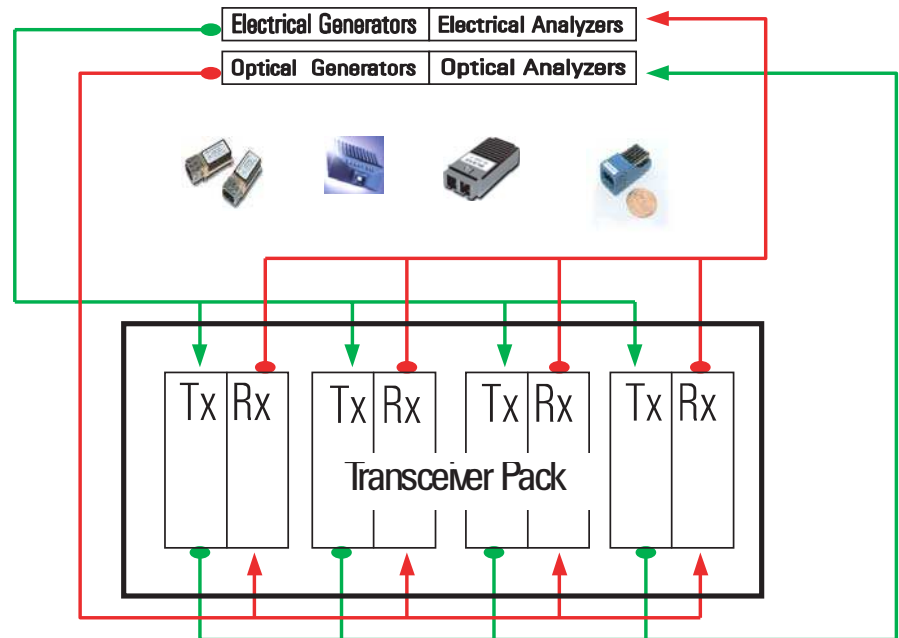 Electrical Generators Electrical Analyzers
Optical Generators Optical Analyzers
Tx Rx Tx Rx Tx Rx Tx Rx
Transceiver Pack